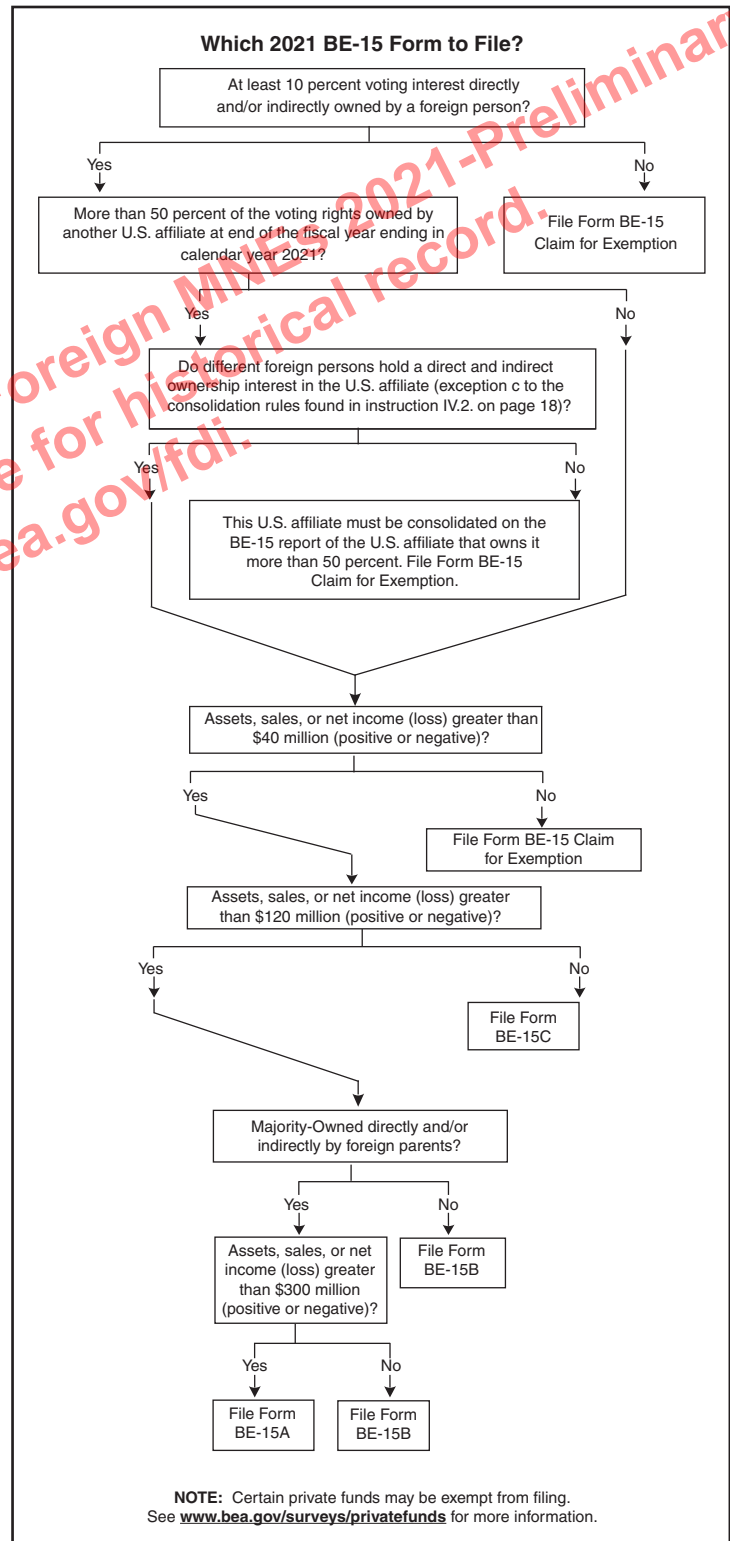 Which 2021 BE-15 Form to File?
At least 10 percent voting interest directly
and/or indirectly owned by a foreign person?
Yes
No
More than 50 percent of the voting rights owned by
another U.S. affiliate at end of the fiscal year ending in
calendar year 2021?
File Form BE-15
Claim for Exemption
Yes
No
Do different foreign persons hold a direct and indirect
ownership interest in the U.S. affiliate (exception c to the
consolidation rules found in instruction IV.2. on page 18)?
Yes
No
This U.S. affiliate must be consolidated on the
BE-15 report of the U.S. affiliate that owns it
more than 50 percent. File Form BE-15
Claim for Exemption.
Assets, sales, or net income (loss) greater than
$40 million (positive or negative)?
Yes
No
File Form BE-15 Claim
for Exemption
Assets, sales, or net income (loss) greater
than $120 million (positive or negative)?
Yes
No
File Form
BE-15C
Majority-Owned directly and/or
indirectly by foreign parents?
Yes
No
Assets, sales, or net
income (loss) greater
than $300 million
(positive or negative)?
File Form
BE-15B
Yes
No
File Form
BE-15A
File Form
BE-15B
NOTE: Certain private funds may be exempt from filing.
See www.bea.gov/surveys/privatefunds for more information.
oreign MNEs 2021-Preliminar
e for historical record.
ea.gov/fdi.